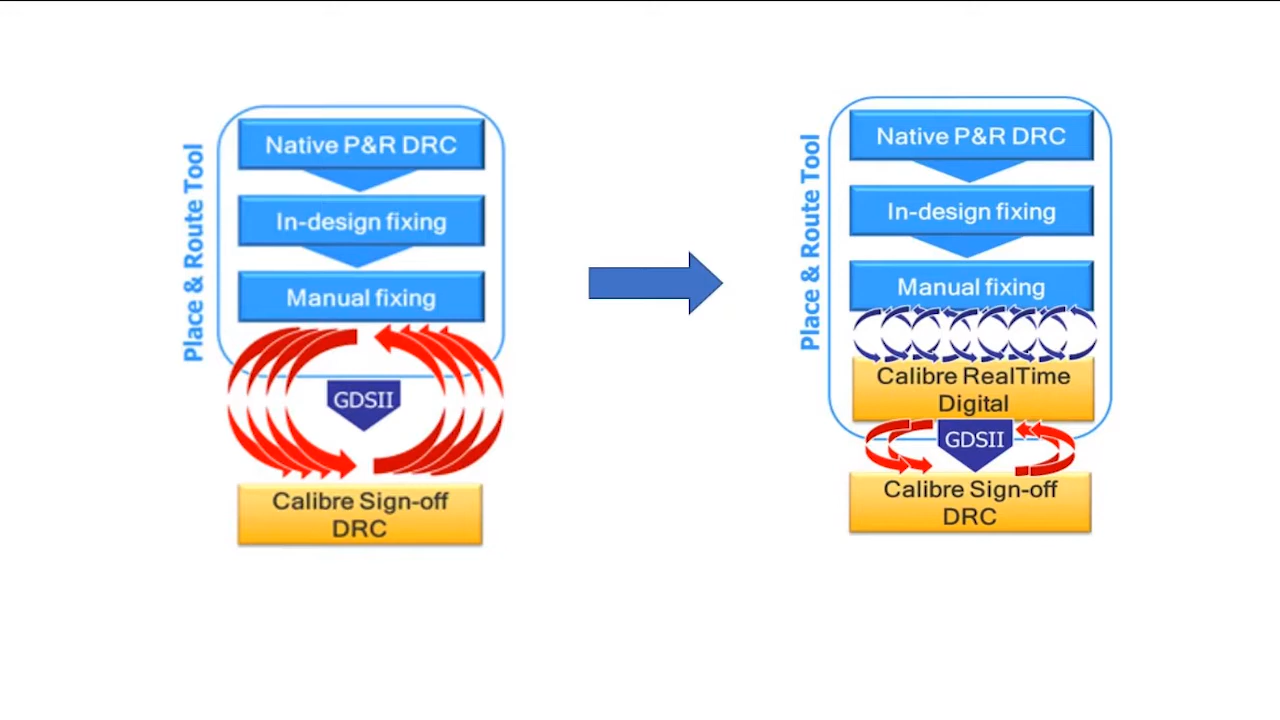 Place & Route Tool
Native P&R DRC
In-design fixing
Manual fixing
GDSII
Calibre Sign-off
DRC
Place & Route Tool
Native P&R DRC
In-design fixing
Manual fixing
Calibre RealTime
Digital
GDSII
Calibre Sign-off
DRC